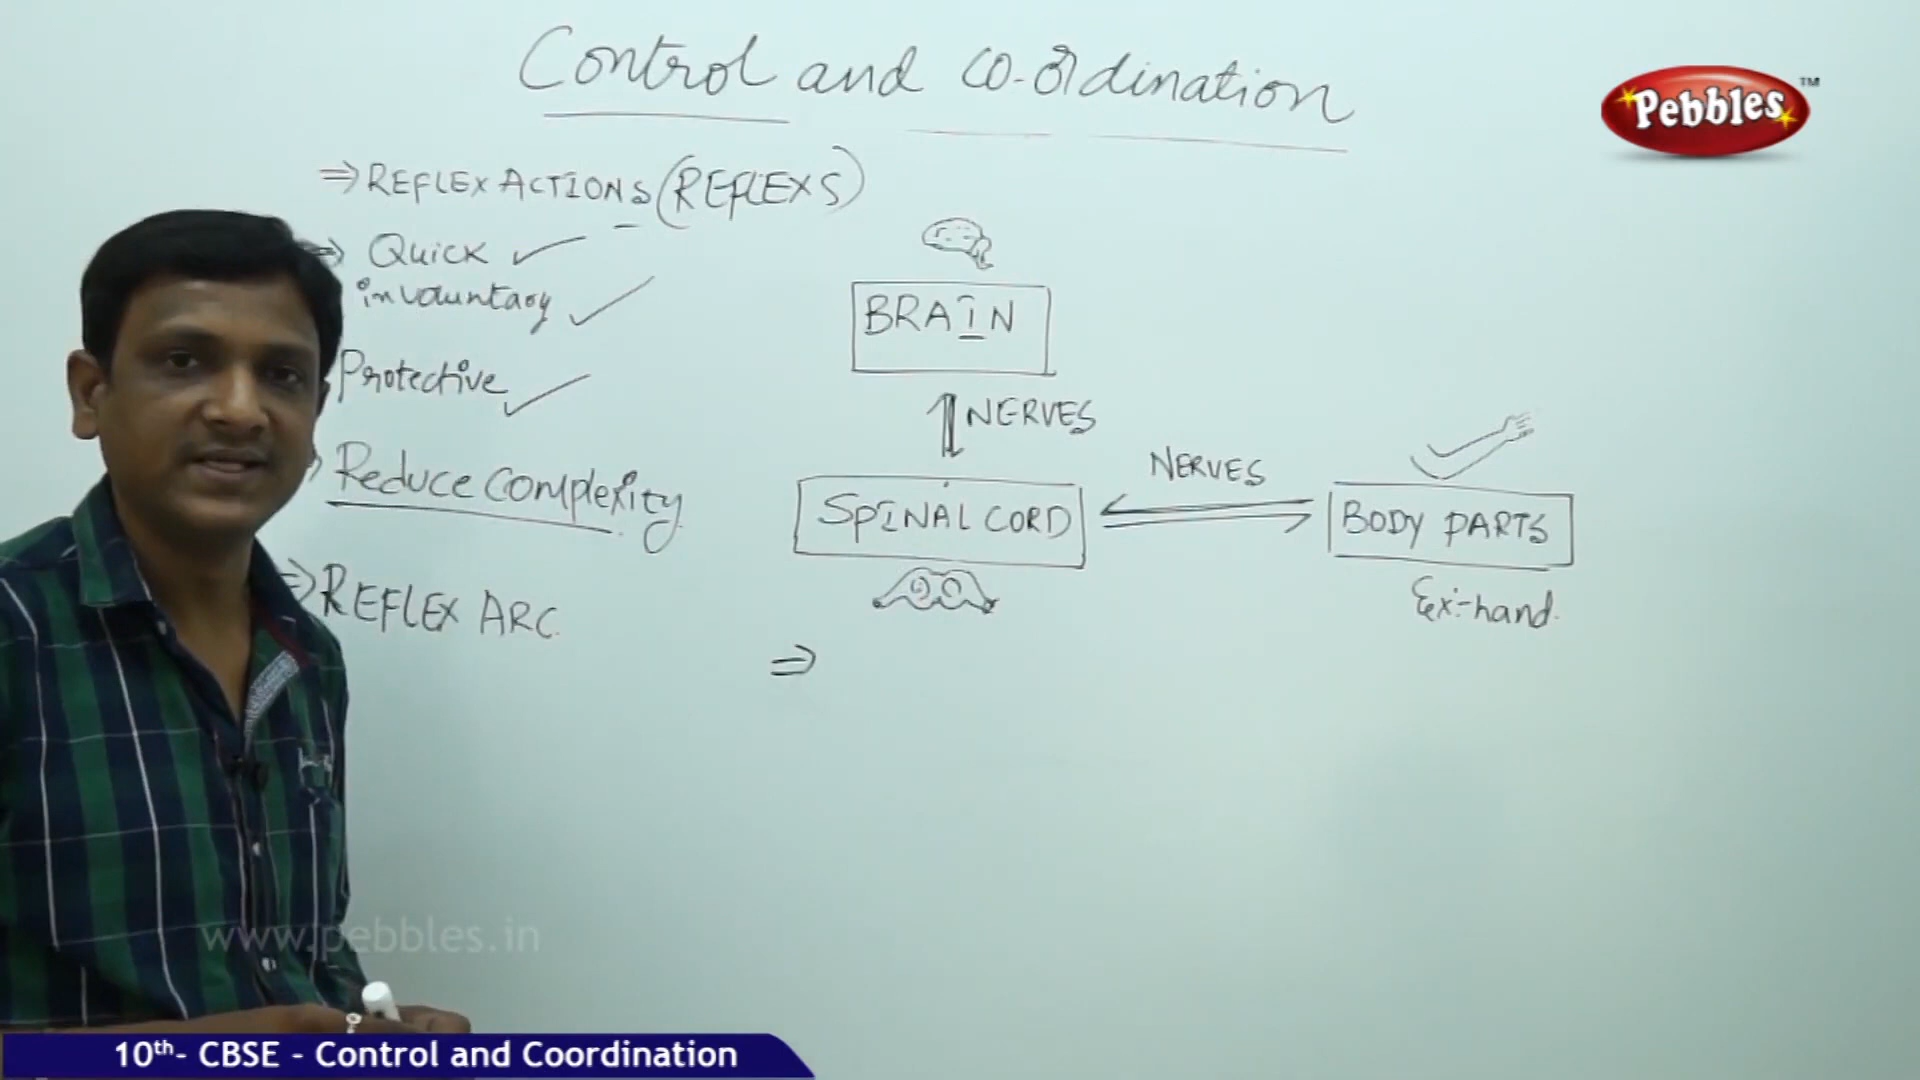 Control and co-ordination
Pebbles™
⇒ REFLEX ACTIONS (REFLEXS)
⇒ Quick ✓
involuntary ✓
Protective ✓
Reduce Complexity
⇒ REFLEX ARC
BRAIN
NERVES
NERVES
SPINAL CORD
BODY PARTS
Ex:-hand.
⇒
www.pebbles.in
10th- CBSE - Control and Coordination